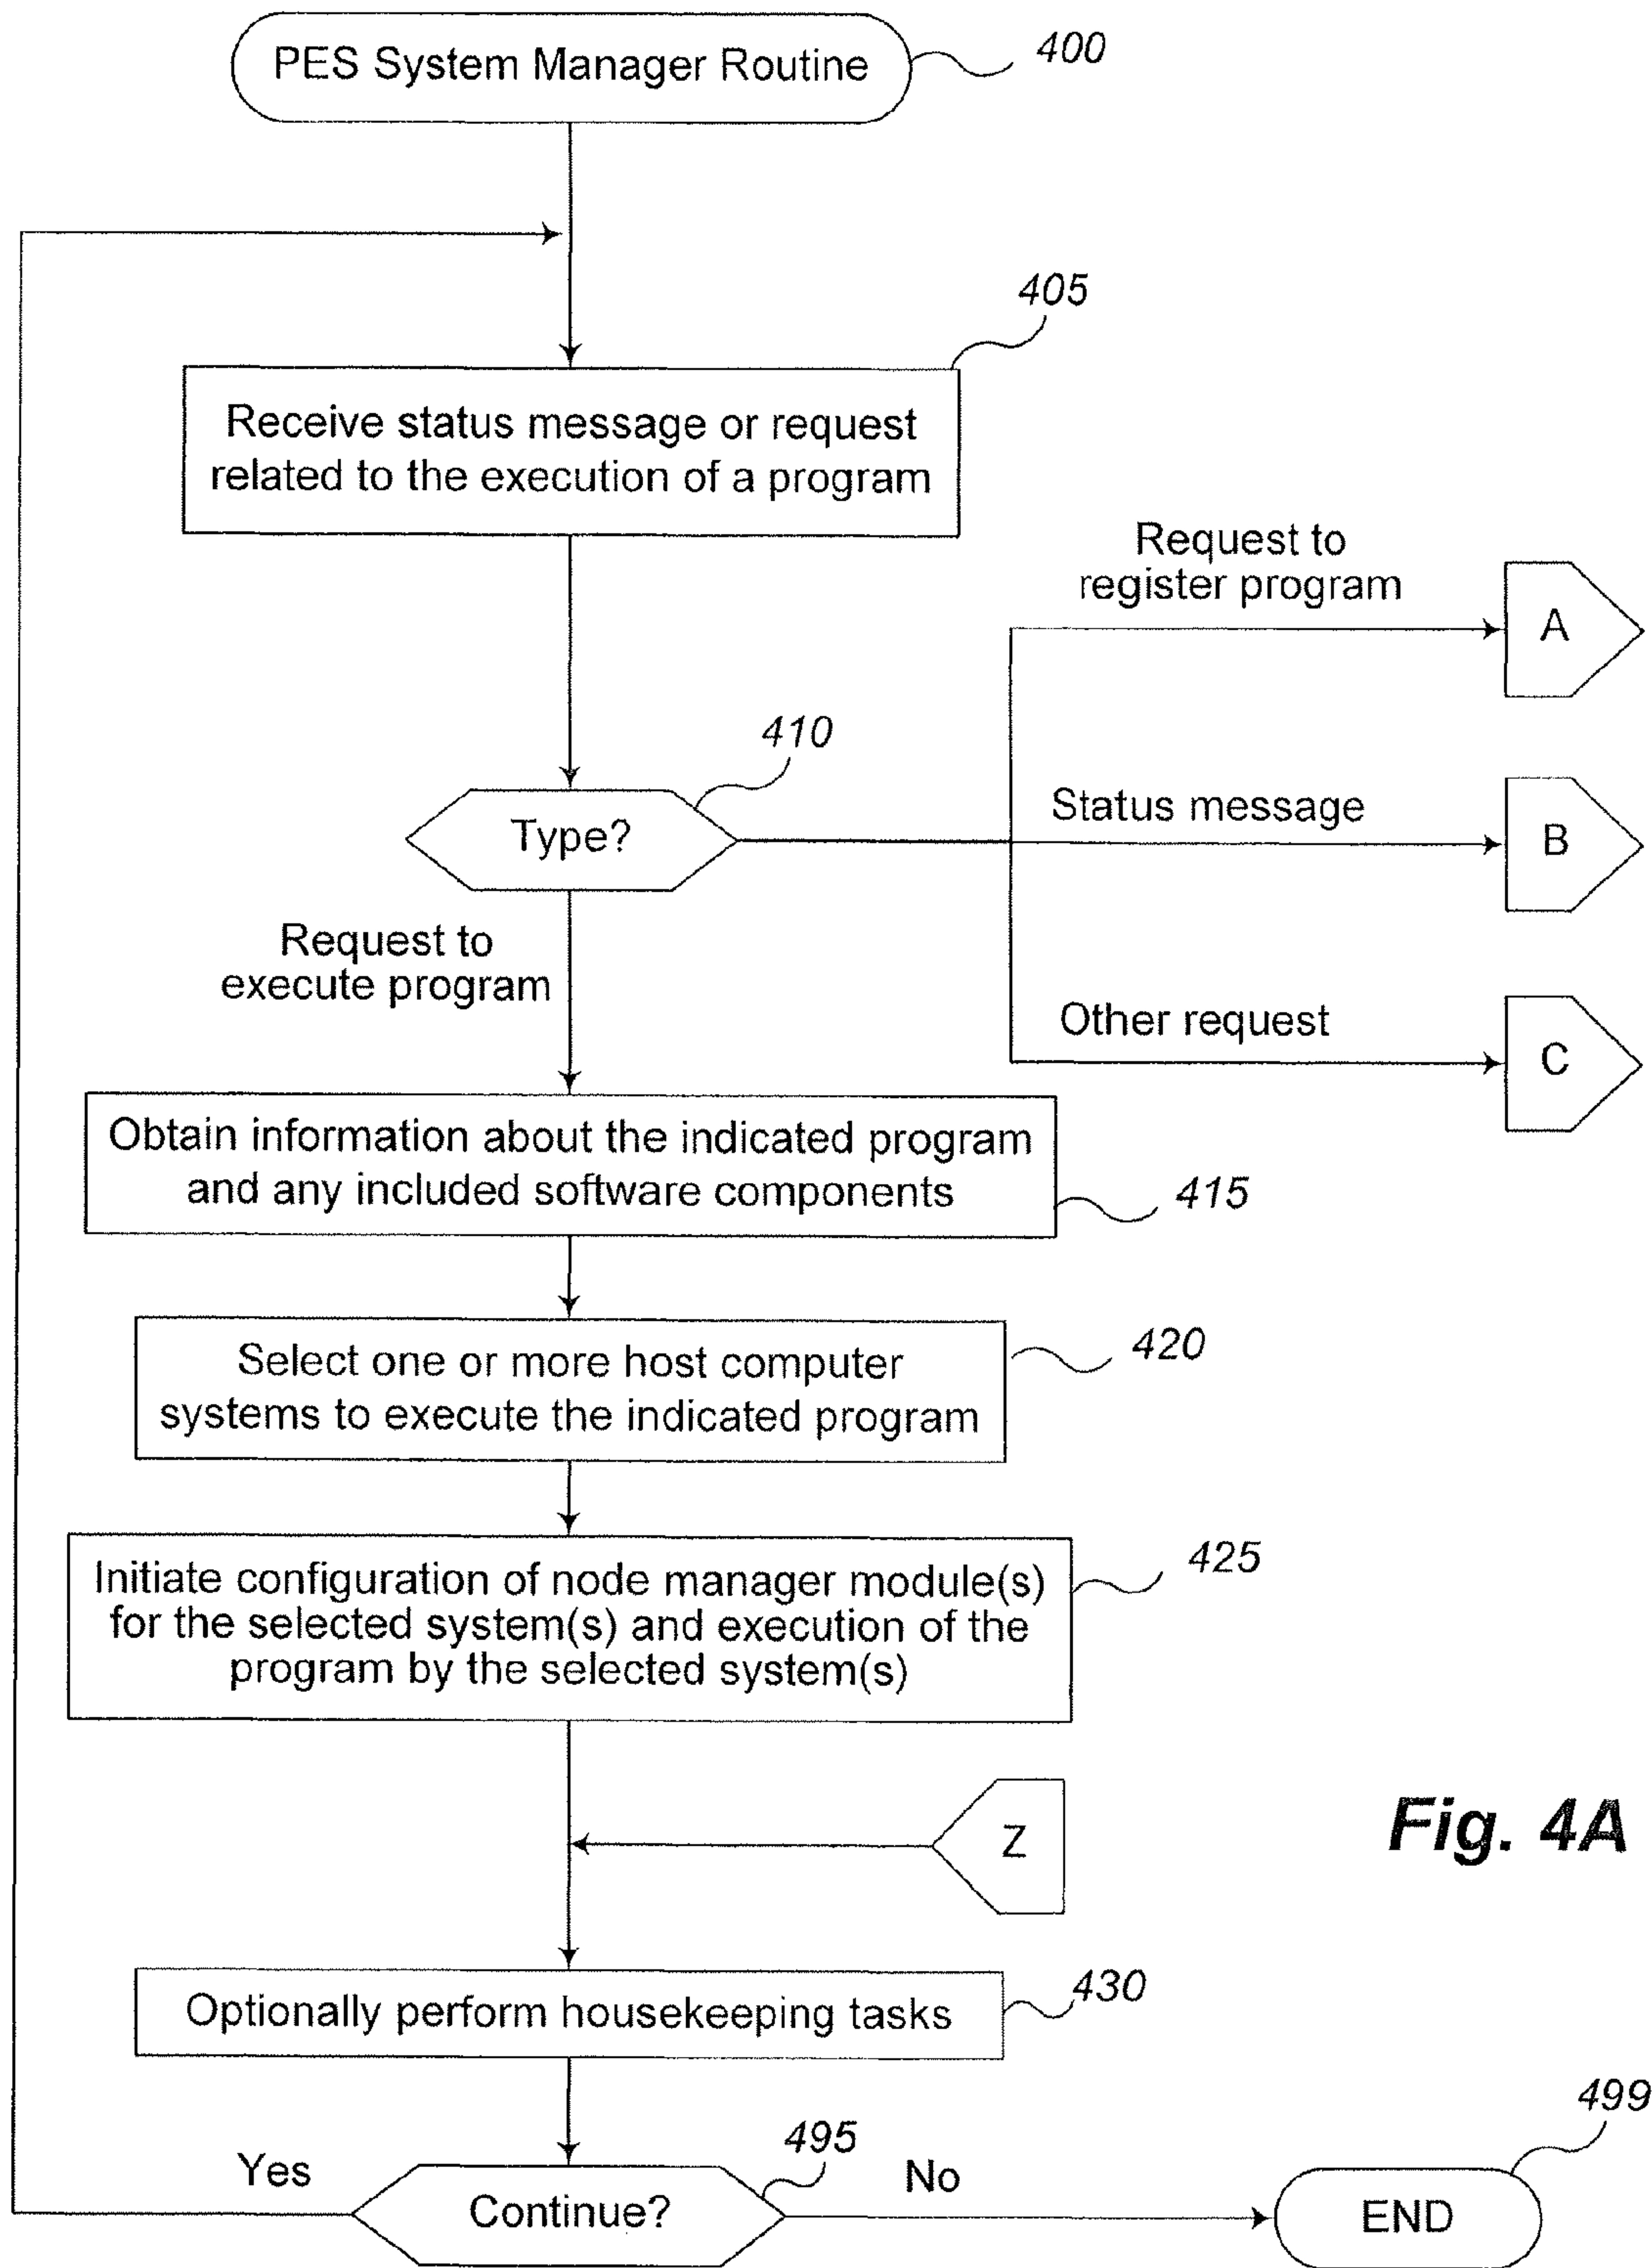 PES System Manager Routine
400
405
Receive status message or request
related to the execution of a program
Request to
register program
A
410
Type?
Status message
B
Request to
execute program
Other request
C
Obtain information about the indicated program
and any included software components
415
Select one or more host computer
systems to execute the indicated program
420
Initiate configuration of node manager module(s)
for the selected system(s) and execution of the
program by the selected system(s)
425
Z
Fig. 4A
Optionally perform housekeeping tasks
430
499
Yes
495
No
Continue?
END